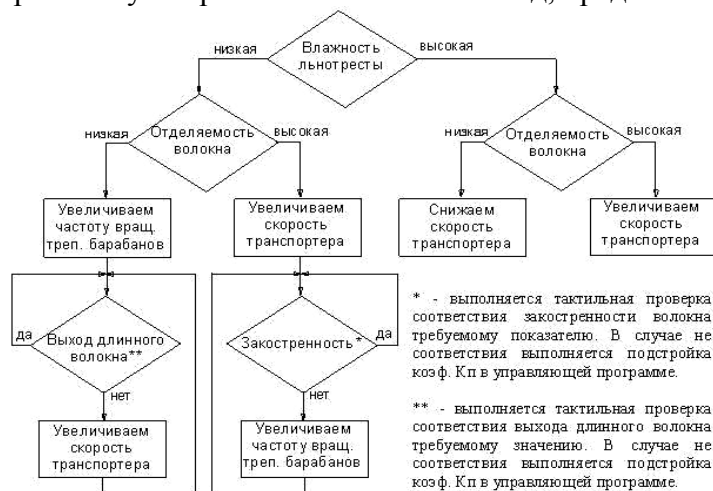 Влажность
льнотресты
низкая
высокая
Отделяемость
волокна
низкая
высокая
Отделяемость
волокна
низкая
высокая
Увеличиваем
частоту вращ.
треп. барабанов
Увеличиваем
скорость
транспортера
Снижаем
скорость
транспортера
Увеличиваем
скорость
транспортера
да
Выход длинного
волокна**
нет
Увеличиваем
скорость
транспортера
Закостренность *
да
нет
Увеличиваем
частоту вращ.
треп. барабанов
* - выполняется тактильная проверка
соответствия закостренности волокна
требуемому показателю. В случае не
соответствия выполняется подстройка
коэф. Кп в управляющей программе.
** - выполняется тактильная проверка
соответствия выхода длинного волокна
требуемому значению. В случае не
соответствия выполняется подстройка
коэф. Кп в управляющей программе.